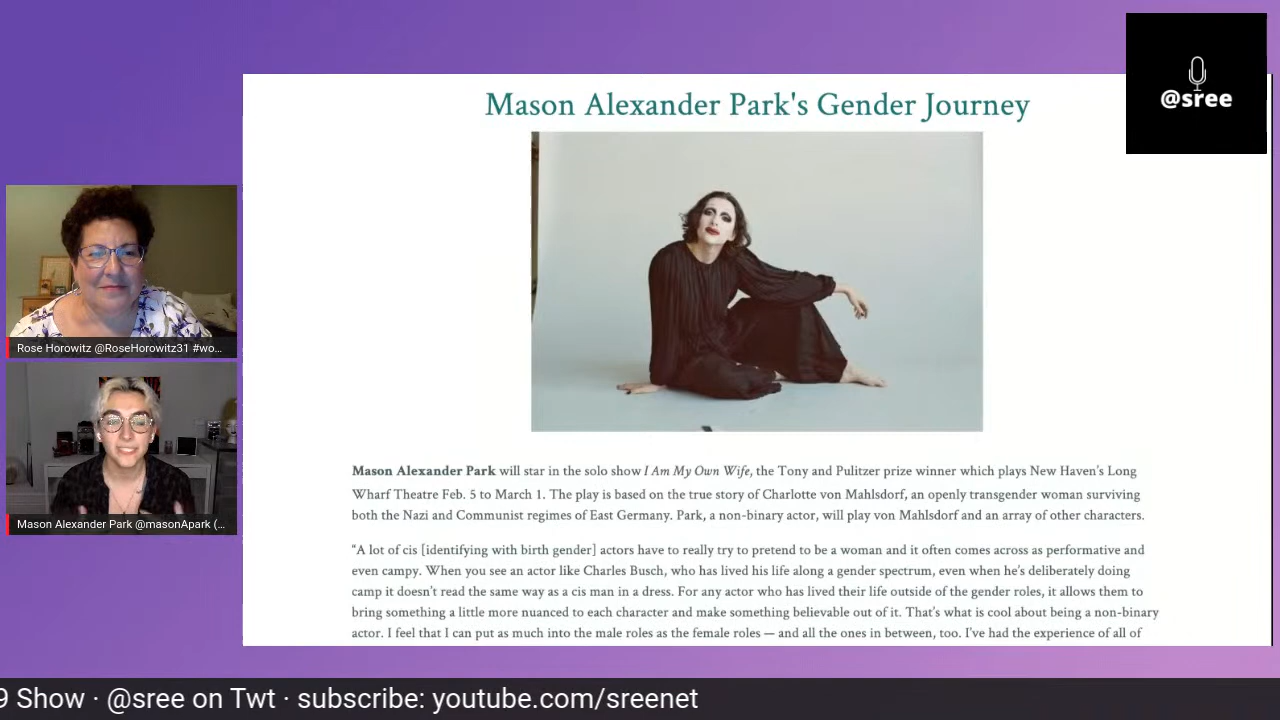 @sree
Mason Alexander Park's Gender Journey
Rose Horowitz @RoseHorowitz31 #wo...
Mason Alexander Park @masonApark (...
Mason Alexander Park will star in the solo show I Am My Own Wife, the Tony and Pulitzer prize winner which plays New Haven's Long
Wharf Theatre Feb. 5 to March 1. The play is based on the true story of Charlotte von Mahlsdorf, an openly transgender woman surviving
both the Nazi and Communist regimes of East Germany. Park, a non-binary actor, will play von Mahlsdorf and an array of other characters.
“A lot of cis [identifying with birth gender] actors have to really try to pretend to be a woman and it often comes across as performative and
even campy. When you see an actor like Charles Busch, who has lived his life along a gender spectrum, even when he's deliberately doing
camp it doesn't read the same way as a cis man in a dress. For any actor who has lived their life outside of the gender roles, it allows them to
bring something a little more nuanced to each character and make something believable out of it. That's what is cool about being a non-binary
actor. I feel that I can put as much into the male roles as the female roles — and all the ones in between, too. I've had the experience of all of
9 Show · @sree on Twt · subscribe: youtube.com/sreenet